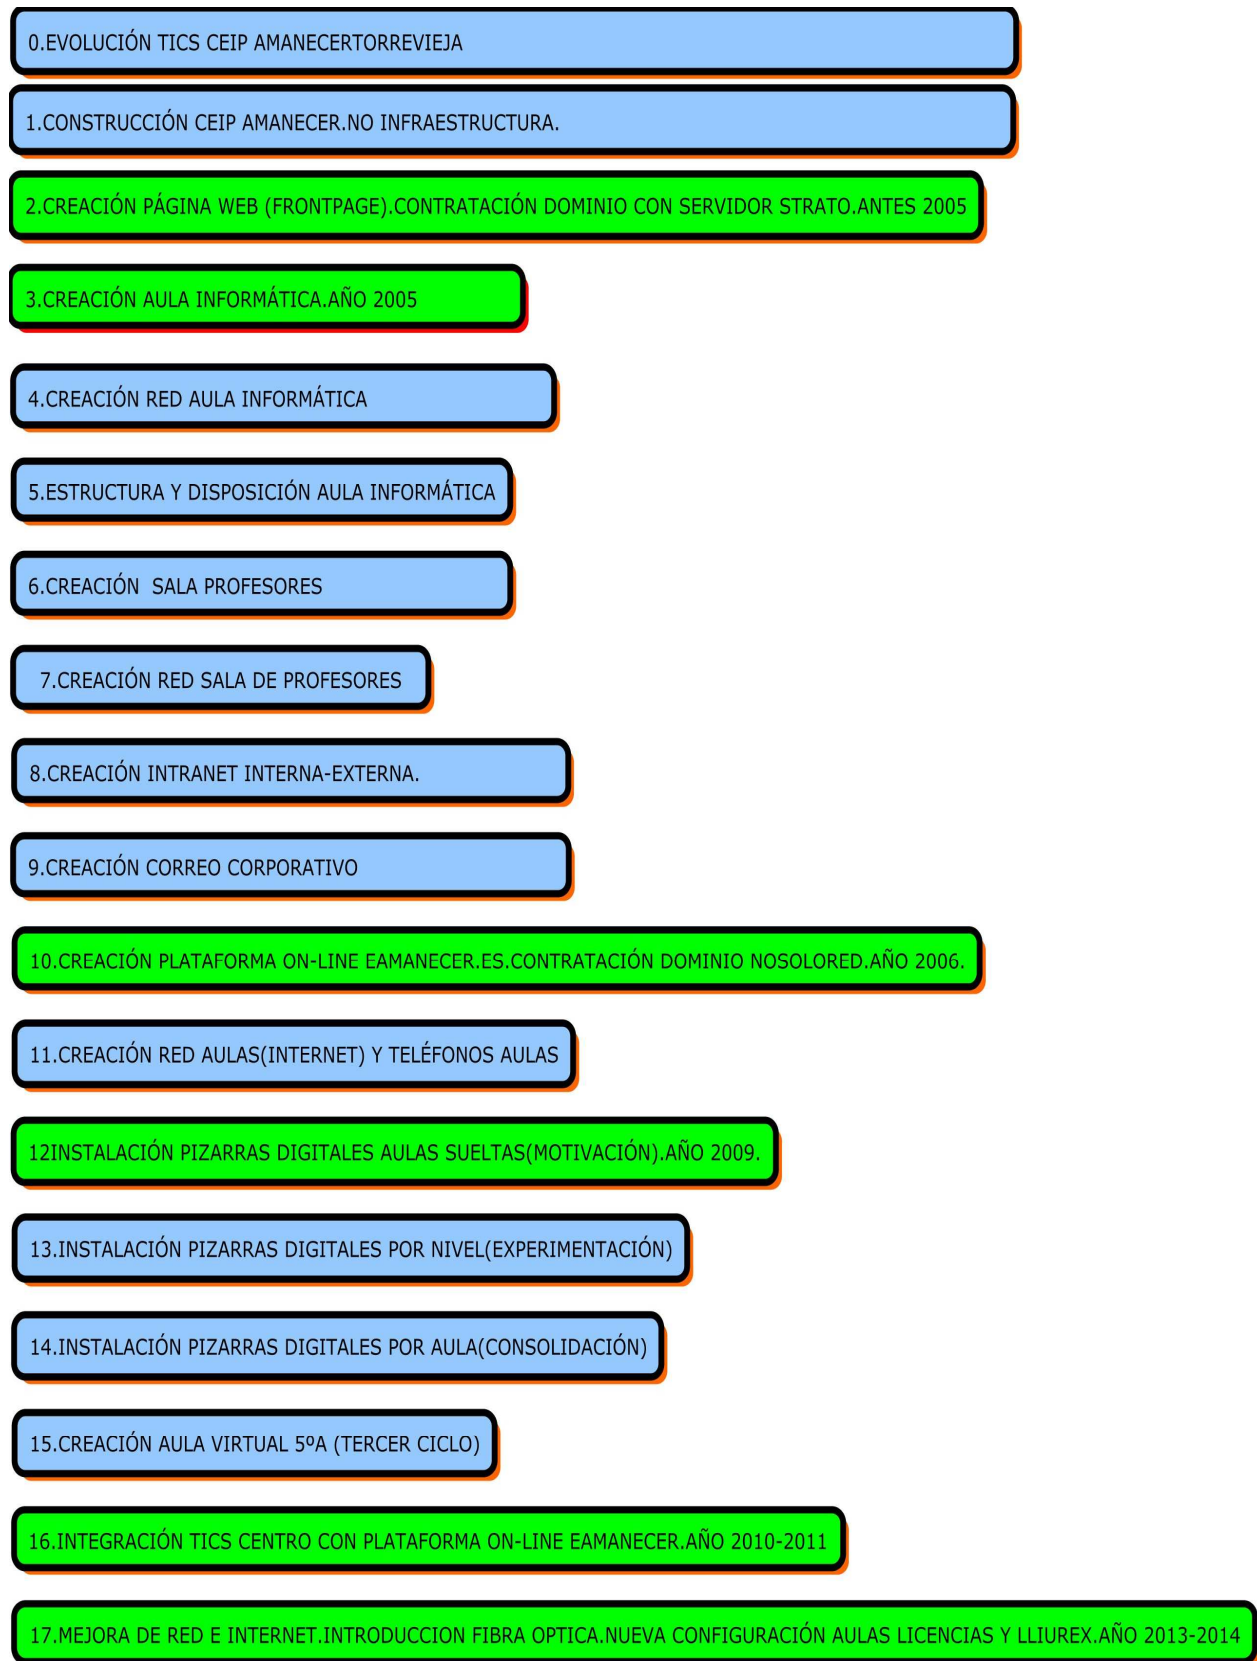 0.EVOLUCIÓN TICS CEIP AMANECERTORREVIEJA
1.CONSTRUCCIÓN CEIP AMANECER.NO INFRAESTRUCTURA.
2.CREACIÓN PÁGINA WEB (FRONTPAGE).CONTRATACIÓN DOMINIO CON SERVIDOR STRATO.ANTES 2005
3.CREACIÓN AULA INFORMÁTICA.AÑO 2005
4.CREACIÓN RED AULA INFORMÁTICA
5.ESTRUCTURA Y DISPOSICIÓN AULA INFORMÁTICA
6.CREACIÓN  SALA PROFESORES
7.CREACIÓN RED SALA DE PROFESORES
8.CREACIÓN INTRANET INTERNA-EXTERNA.
9.CREACIÓN CORREO CORPORATIVO
10.CREACIÓN PLATAFORMA ON-LINE EAMANECER.ES.CONTRATACIÓN DOMINIO NOSOLORED.AÑO 2006.
11.CREACIÓN RED AULAS(INTERNET) Y TELÉFONOS AULAS
12INSTALACIÓN PIZARRAS DIGITALES AULAS SUELTAS(MOTIVACIÓN).AÑO 2009.
13.INSTALACIÓN PIZARRAS DIGITALES POR NIVEL(EXPERIMENTACIÓN)
14.INSTALACIÓN PIZARRAS DIGITALES POR AULA(CONSOLIDACIÓN)
15.CREACIÓN AULA VIRTUAL 5ºA (TERCER CICLO)
16.INTEGRACIÓN TICS CENTRO CON PLATAFORMA ON-LINE EAMANECER.AÑO 2010-2011
17.MEJORA DE RED E INTERNET.INTRODUCCION FIBRA OPTICA.NUEVA CONFIGURACIÓN AULAS LICENCIAS Y LLIUREX.AÑO 2013-2014